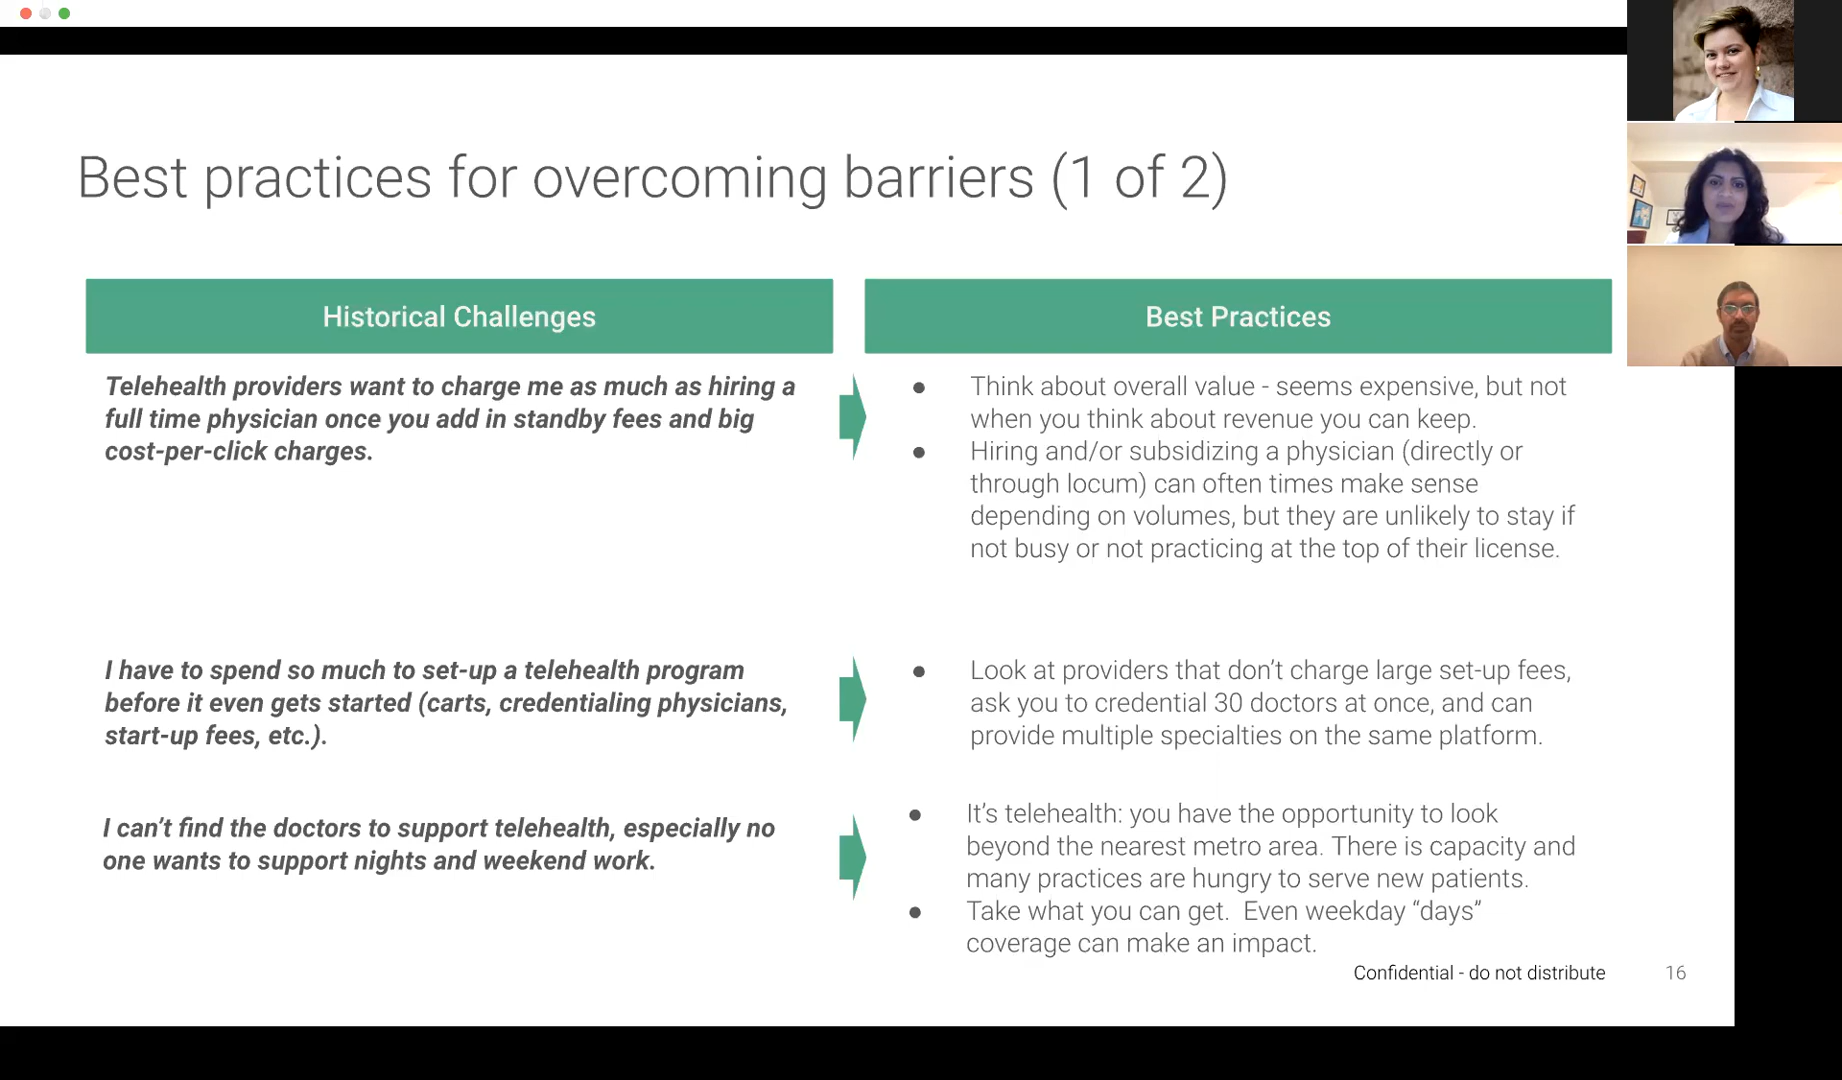 Best practices for overcoming barriers (1 of 2)
Historical Challenges
Best Practices
Telehealth providers want to charge me as much as hiring a
full time physician once you add in standby fees and big
cost-per-click charges.
● Think about overall value - seems expensive, but not
when you think about revenue you can keep.
● Hiring and/or subsidizing a physician (directly or
through locum) can often times make sense
depending on volumes, but they are unlikely to stay if
not busy or not practicing at the top of their license.
I have to spend so much to set-up a telehealth program
before it even gets started (carts, credentialing physicians,
start-up fees, etc.).
● Look at providers that don’t charge large set-up fees,
ask you to credential 30 doctors at once, and can
provide multiple specialties on the same platform.
I can’t find the doctors to support telehealth, especially no
one wants to support nights and weekend work.
● It’s telehealth: you have the opportunity to look
beyond the nearest metro area. There is capacity and
many practices are hungry to serve new patients.
● Take what you can get.  Even weekday “days”
coverage can make an impact.
Confidential - do not distribute
16